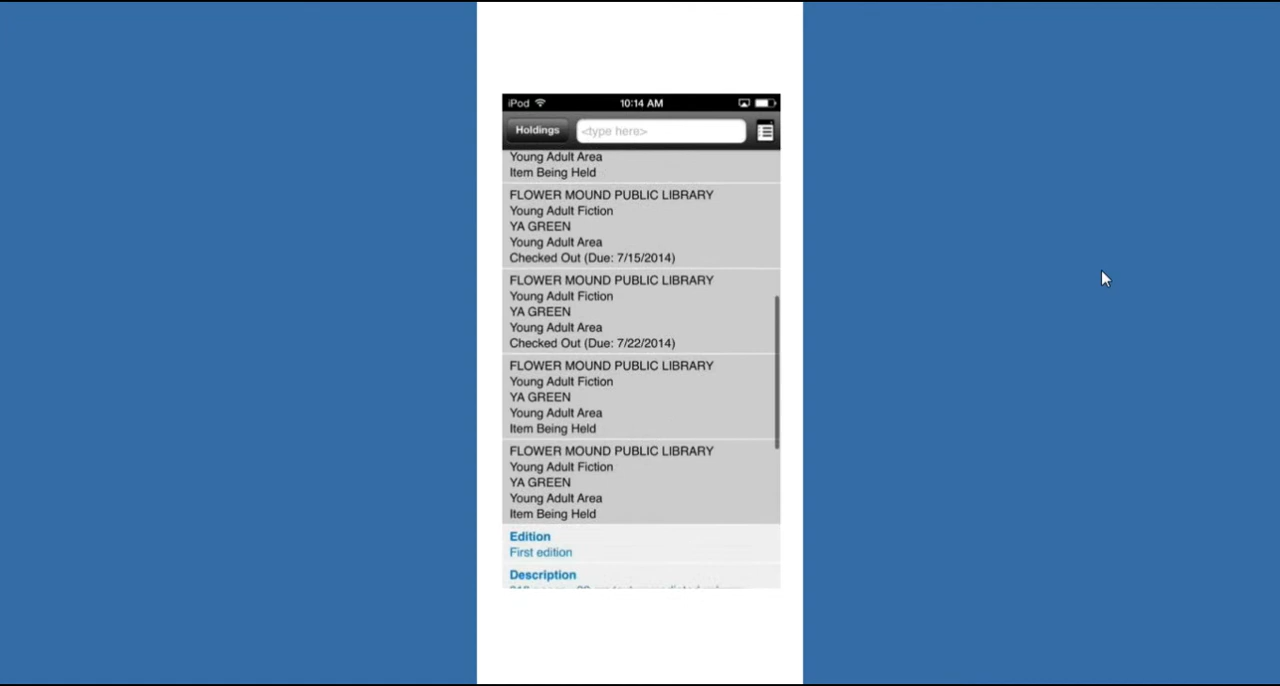 iPod
10:14 AM
Holdings
<type here>
Young Adult Area
Item Being Held
FLOWER MOUND PUBLIC LIBRARY
Young Adult Fiction
YA GREEN
Young Adult Area
Checked Out (Due: 7/15/2014)
FLOWER MOUND PUBLIC LIBRARY
Young Adult Fiction
YA GREEN
Young Adult Area
Checked Out (Due: 7/22/2014)
FLOWER MOUND PUBLIC LIBRARY
Young Adult Fiction
YA GREEN
Young Adult Area
Item Being Held
FLOWER MOUND PUBLIC LIBRARY
Young Adult Fiction
YA GREEN
Young Adult Area
Item Being Held
Edition
First edition
Description